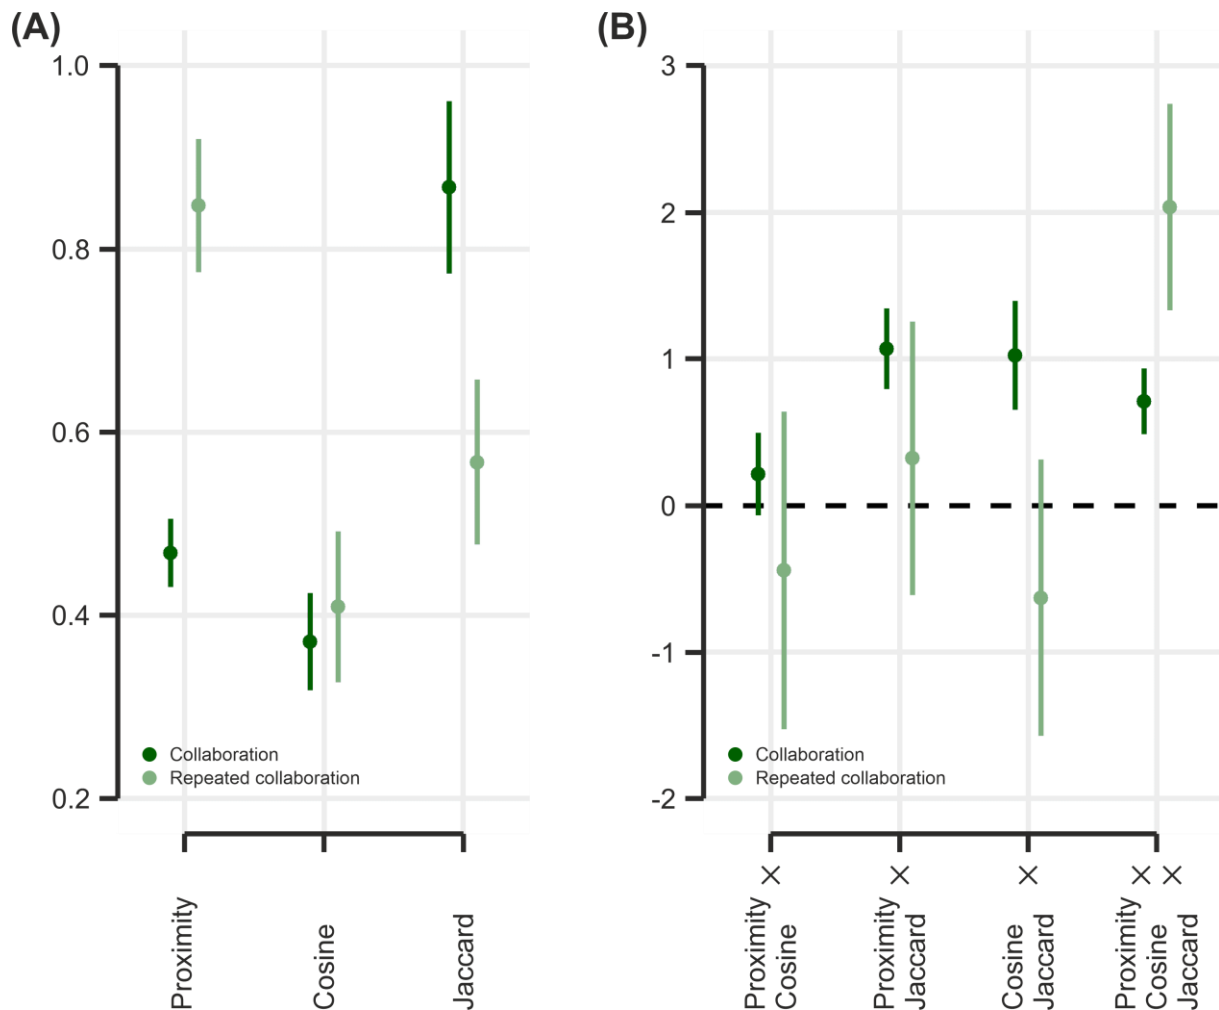 (A)
1.0
0.8
0.6
0.4
0.2
Collaboration
Repeated collaboration
Proximity
Cosine
Jaccard
(B)
3
2
1
0
-1
-2
Collaboration
Repeated collaboration
Proximity ×
Cosine
Proximity ×
Jaccard
Cosine ×
Jaccard
Proximity ×
Cosine ×
Jaccard